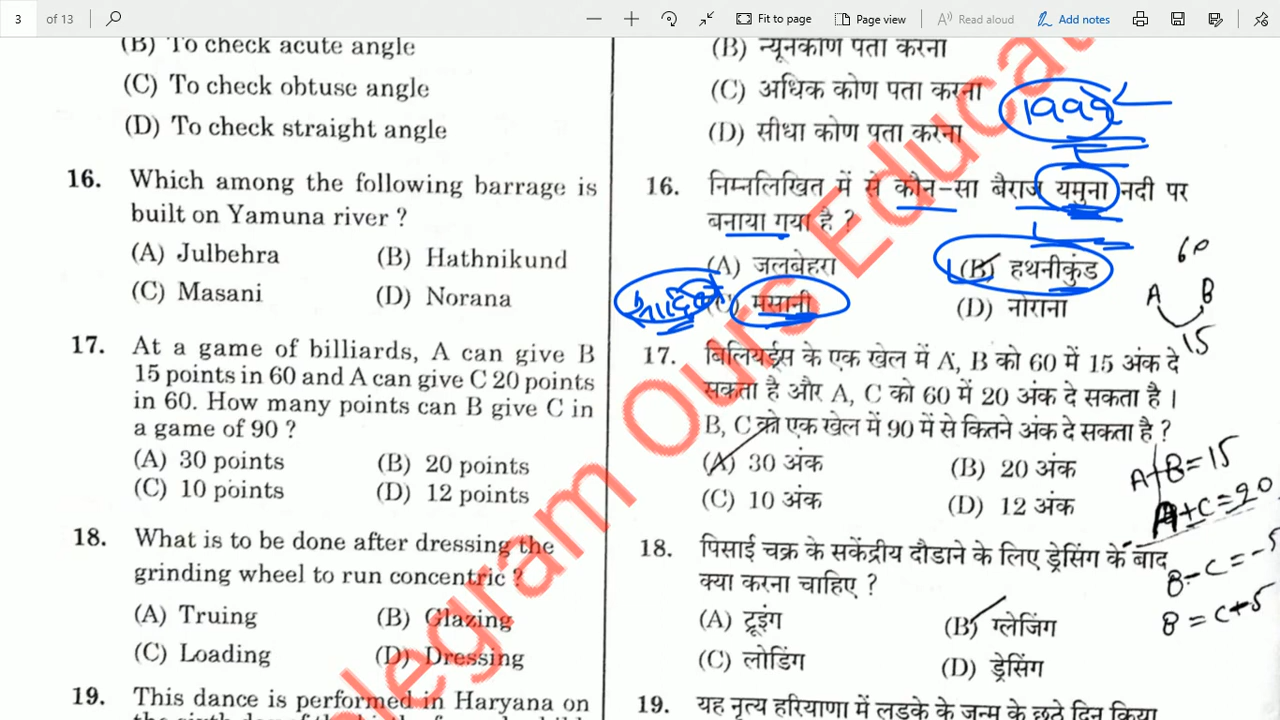 3 of 13 Fit to page Page view Read aloud Add notes
(B) To check acute angle
(C) To check obtuse angle
(D) To check straight angle
16. Which among the following barrage is
built on Yamuna river ?
(A) Julbehra (B) Hathnikund
(C) Masani (D) Norana
17. At a game of billiards, A can give B
15 points in 60 and A can give C 20 points
in 60. How many points can B give C in
a game of 90 ?
(A) 30 points (B) 20 points
(C) 10 points (D) 12 points
18. What is to be done after dressing the
grinding wheel to run concentric ?
(A) Truing (B) Glazing
(C) Loading (D) Dressing
19. This dance is performed in Haryana on
(B) न्यूनकोण पता करना
(C) अधिक कोण पता करना
(D) सीधा कोण पता करना
16. निम्नलिखित में से कौन-सा बैराज यमुना नदी पर
बनाया गया है ?
(A) जलबेहरा (B) हथनीकुंड
(C) मसानी (D) नोराना
17. बिलियर्ड्स के एक खेल में A, B को 60 में 15 अंक दे
सकता है और A, C को 60 में 20 अंक दे सकता है ।
B, C को एक खेल में 90 में से कितने अंक दे सकता है ?
(A) 30 अंक (B) 20 अंक
(C) 10 अंक (D) 12 अंक
18. पिसाई चक्र के सकेंद्रीय दौडाने के लिए ड्रेसिंग के बाद
क्या करना चाहिए ?
(A) ट्रूइंग (B) ग्लेजिंग
(C) लोडिंग (D) ड्रेसिंग
19. यह नृत्य हरियाणा में लड़के के जन्म के छठे दिन किया
60
A B
15
A+B=15
A+C=20
B-C=-5
B=C+5
elegram Ours Educat